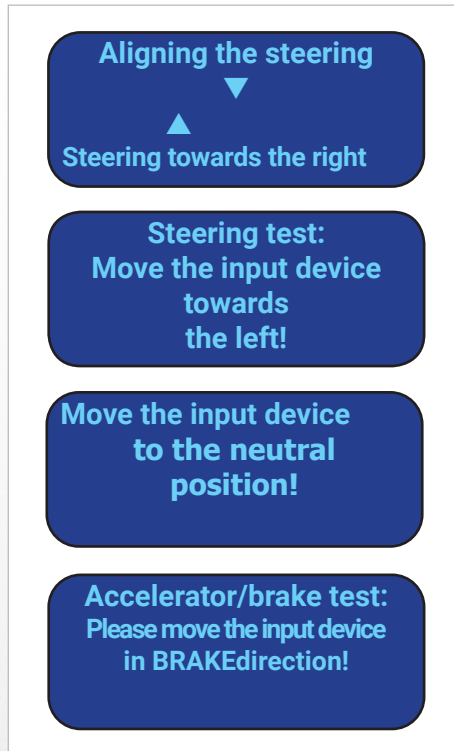 Aligning the steering
▼
▲
Steering towards the right
Steering test:
Move the input device
towards
the left!
Move the input device
to the neutral
position!
Accelerator/brake test:
Please move the input device
in BRAKEdirection!